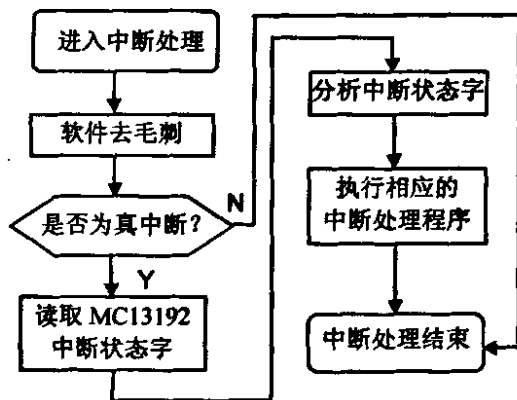 进入中断处理
软件去毛刺
是否为真中断？
N
Y
读取 MC13192
中断状态字
分析中断状态字
执行相应的
中断处理程序
中断处理结束